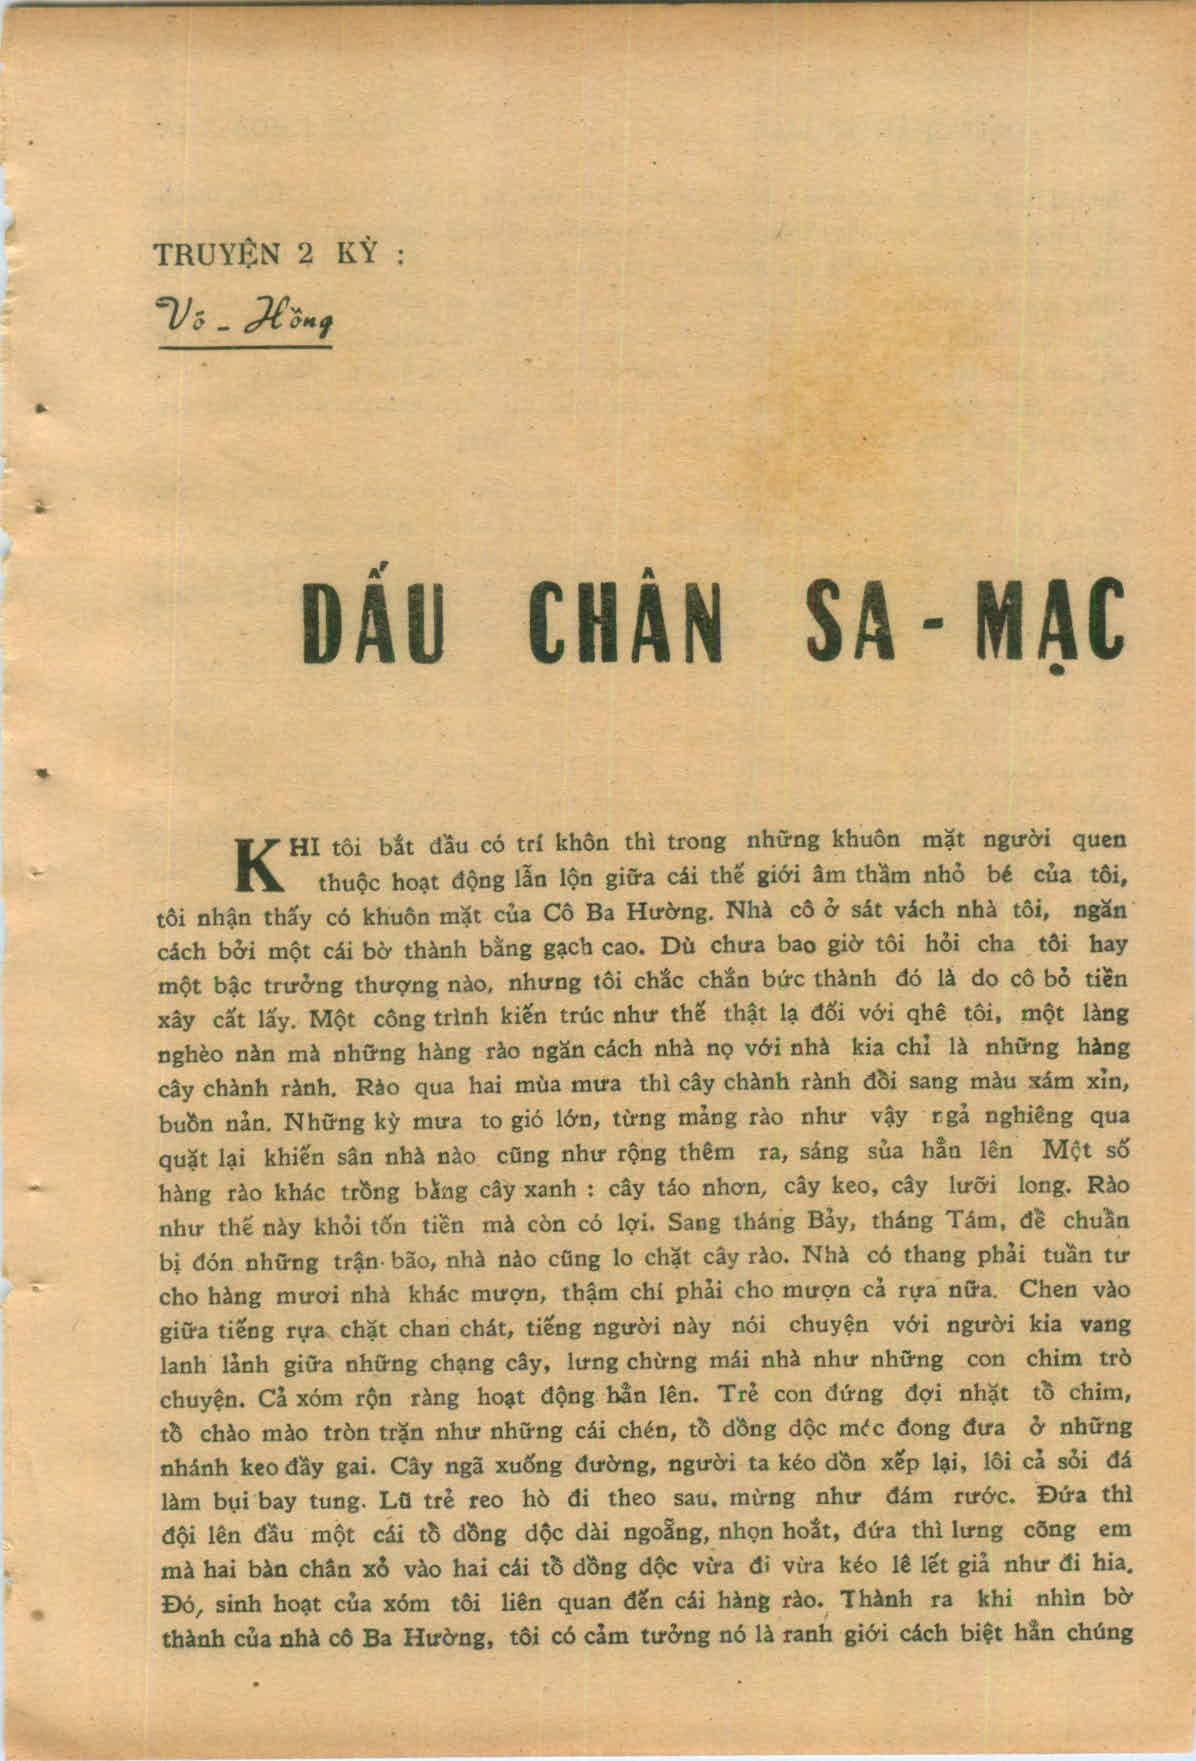 TRUYỆN 2 KỲ :
Võ - Hồng
DẤU CHÂN SA - MẠC
KHI tôi bắt đầu có trí khôn thì trong những khuôn mặt người quen
thuộc hoạt động lẫn lộn giữa cái thế giới âm thầm nhỏ bé của tôi,
tôi nhận thấy có khuôn mặt của Cô Ba Hường. Nhà cô ở sát vách nhà tôi, ngăn
cách bởi một cái bờ thành bằng gạch cao. Dù chưa bao giờ tôi hỏi cha tôi hay
một bậc trưởng thượng nào, nhưng tôi chắc chắn bức thành đó là do cô bỏ tiền
xây cất lấy. Một công trình kiến trúc như thế thật lạ đối với qhê tôi, một làng
nghèo nàn mà những hàng rào ngăn cách nhà nọ với nhà kia chỉ là những hàng
cây chành rành. Rào qua hai mùa mưa thì cây chành rành đổi sang màu xám xỉn,
buồn nản. Những kỳ mưa to gió lớn, từng mảng rào như vậy ngả nghiêng qua
quặt lại khiến sân nhà nào cũng như rộng thêm ra, sáng sủa hẳn lên Một số
hàng rào khác trồng bằng cây xanh : cây táo nhơn, cây keo, cây lưỡi long. Rào
như thế này khỏi tốn tiền mà còn có lợi. Sang tháng Bảy, tháng Tám, để chuẩn
bị đón những trận bão, nhà nào cũng lo chặt cây rào. Nhà có thang phải tuần tư
cho hàng mươi nhà khác mượn, thậm chí phải cho mượn cả rựa nữa. Chen vào
giữa tiếng rựa chặt chan chát, tiếng người này nói chuyện với người kia vang
lanh lảnh giữa những chạng cây, lưng chừng mái nhà như những con chim trò
chuyện. Cả xóm rộn ràng hoạt động hẳn lên. Trẻ con đứng đợi nhặt tổ chim,
tổ chào mào tròn trặn như những cái chén, tổ dồng dộc móc đong đưa ở những
nhánh keo đầy gai. Cây ngã xuống đường, người ta kéo dồn xếp lại, lôi cả sỏi đá
làm bụi bay tung. Lũ trẻ reo hò đi theo sau, mừng như đám rước. Đứa thì
đội lên đầu một cái tổ dồng dộc dài ngoẵng, nhọn hoắt, đứa thì lưng cõng em
mà hai bàn chân xỏ vào hai cái tổ dồng dộc vừa đi vừa kéo lê lết giả như đi hia.
Đó, sinh hoạt của xóm tôi liên quan đến cái hàng rào. Thành ra khi nhìn bờ
thành của nhà cô Ba Hường, tôi có cảm tưởng nó là ranh giới cách biệt hẳn chúng